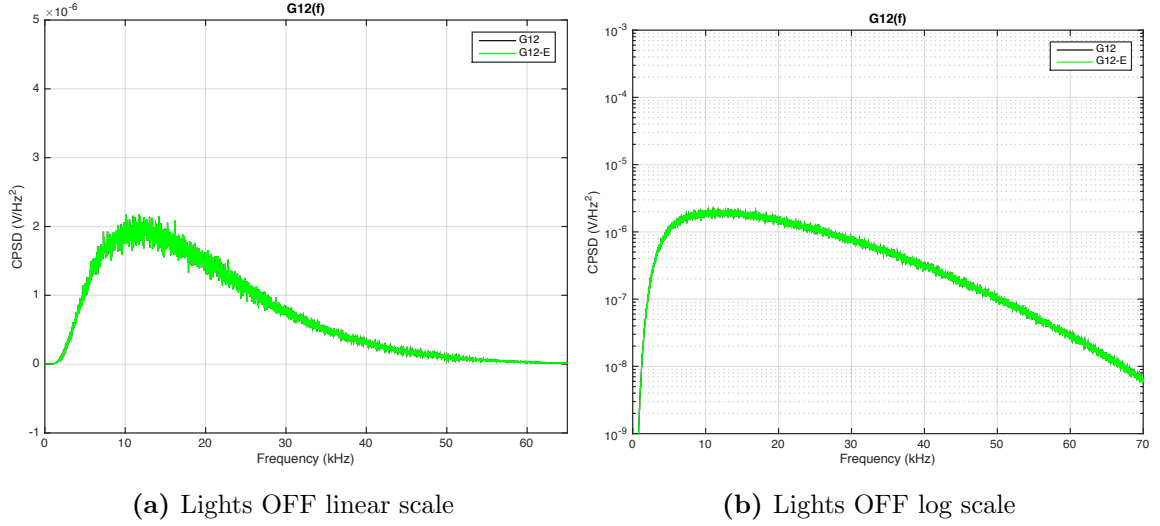 ×10⁻⁶
G12(f)
5
4
3
2
1
0
-1
CPSD (V/Hz²)
G12
G12-E
0 10 20 30 40 50 60
Frequency (kHz)
(a) Lights OFF linear scale
G12(f)
10⁻³
10⁻⁴
10⁻⁵
10⁻⁶
10⁻⁷
10⁻⁸
10⁻⁹
CPSD (V/Hz²)
G12
G12-E
0 10 20 30 40 50 60 70
Frequency (kHz)
(b) Lights OFF log scale